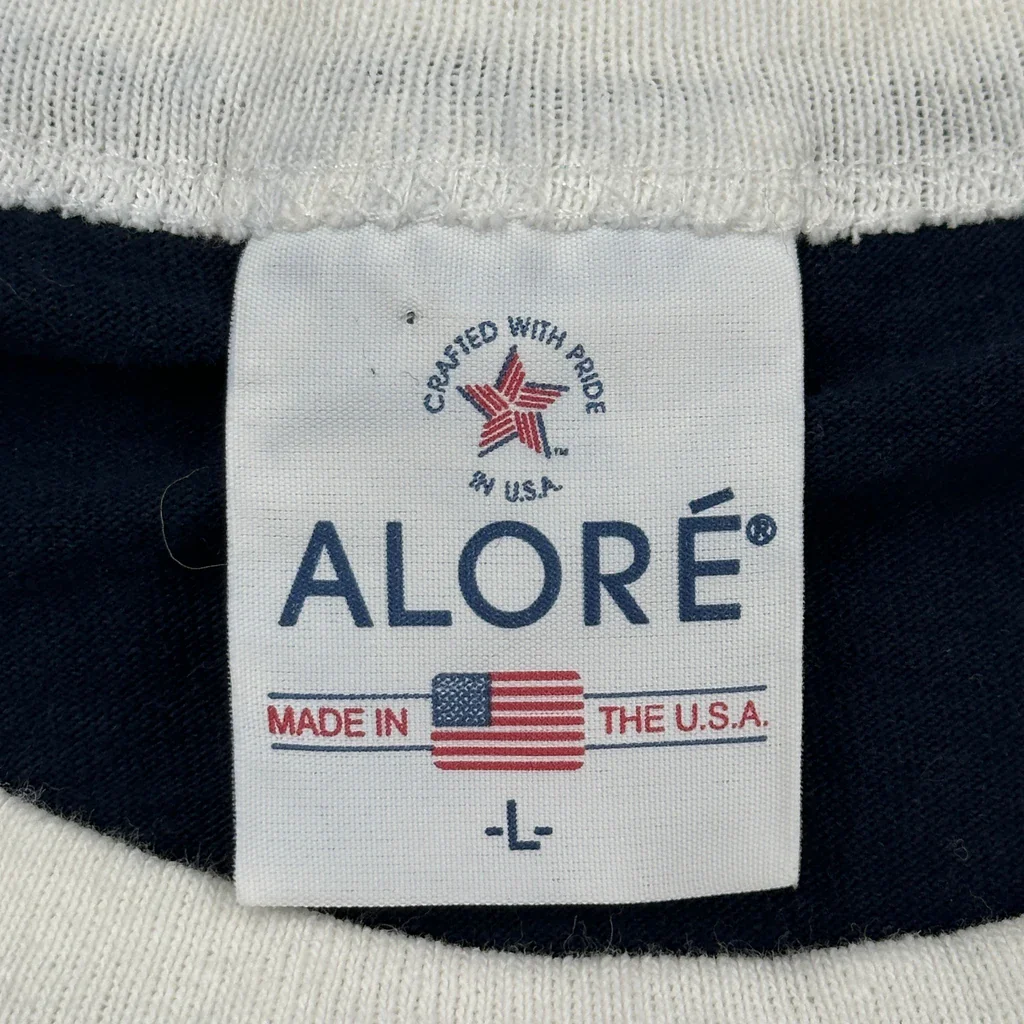 CRAFTED WITH PRIDE
™
IN U.S.A.
ALORÉ®
MADE IN THE U.S.A.
-L-